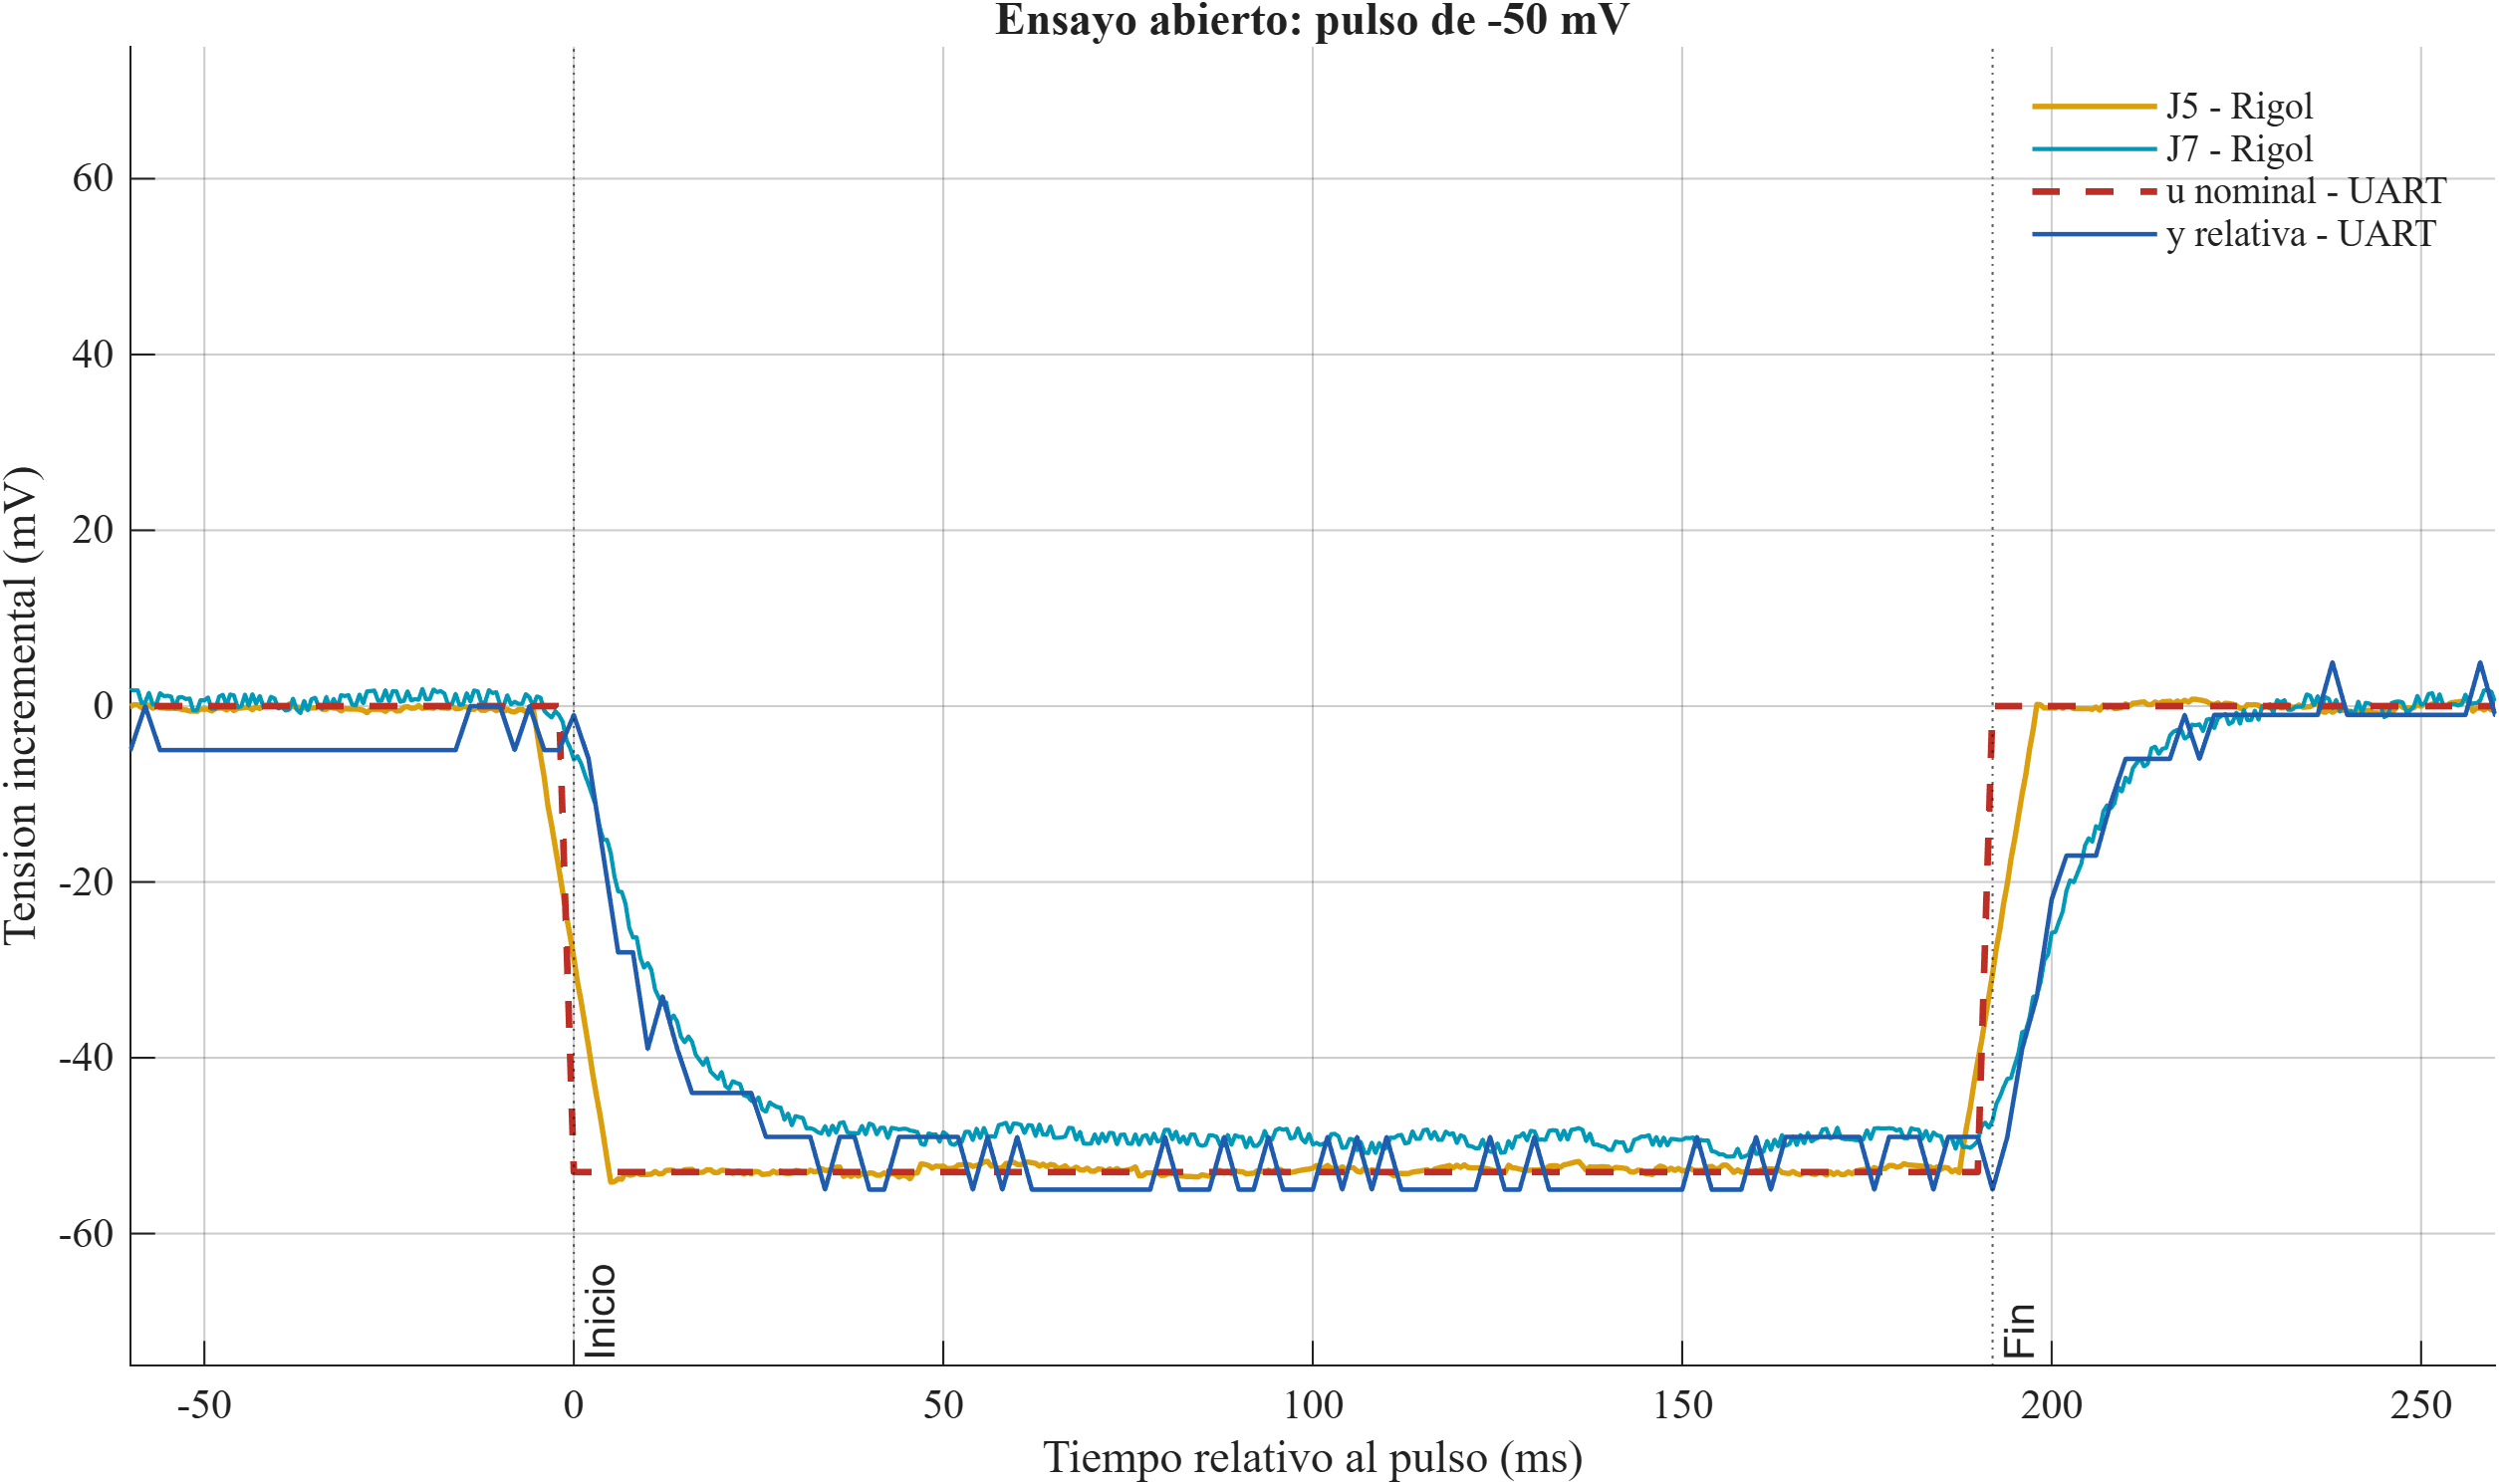 Ensayo abierto: pulso de -50 mV
J5 - Rigol
J7 - Rigol
u nominal - UART
y relativa - UART
Tension incremental (mV)
60
40
20
0
-20
-40
-60
Inicio
Fin
-50
0
50
100
150
200
250
Tiempo relativo al pulso (ms)